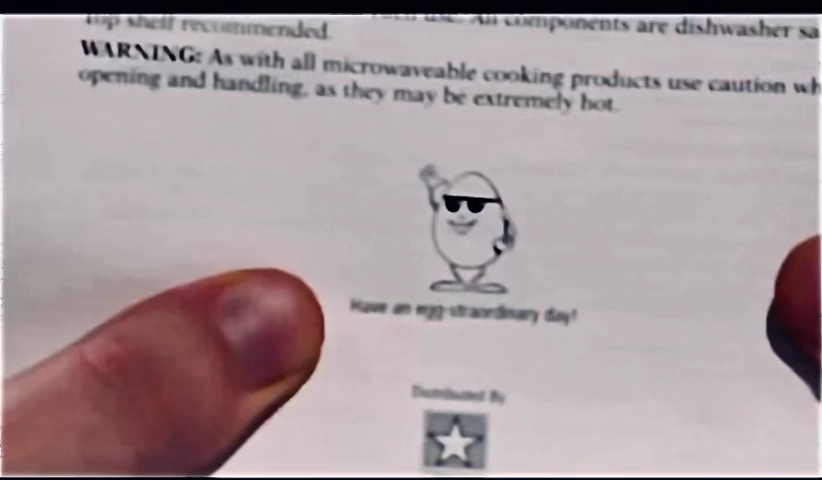 Top shelf recommended.
use. All components are dishwasher sa
WARNING: As with all microwaveable cooking products use caution wh
opening and handling, as they may be extremely hot.
Have an egg-straordinary day!
Distributed By